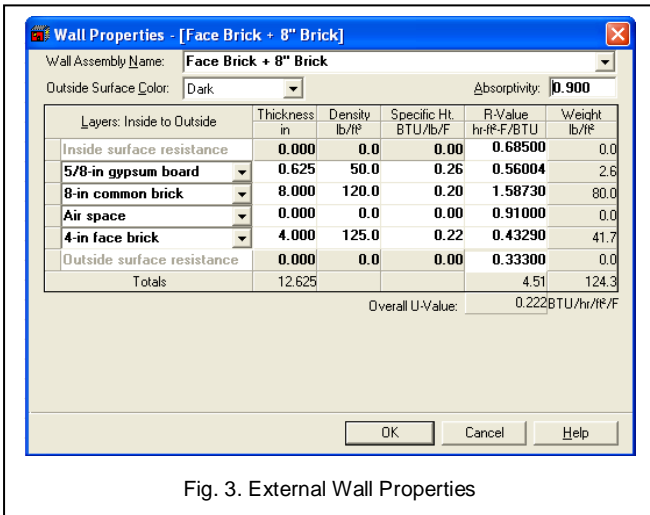 Wall Properties - [Face Brick + 8" Brick]
Wall Assembly Name: Face Brick + 8" Brick
Outside Surface Color: Dark Absorptivity: 0.900
Layers: Inside to Outside Thickness in Density lb/ft³ Specific Ht. BTU/lb/F R-Value hr-ft²-F/BTU Weight lb/ft²
Inside surface resistance 0.000 0.0 0.00 0.68500 0.0
5/8-in gypsum board 0.625 50.0 0.26 0.56004 2.6
8-in common brick 8.000 120.0 0.20 1.58730 80.0
Air space 0.000 0.0 0.00 0.91000 0.0
4-in face brick 4.000 125.0 0.22 0.43290 41.7
Outside surface resistance 0.000 0.0 0.00 0.33300 0.0
Totals 12.625 4.51 124.3
Overall U-Value: 0.222 BTU/hr/ft²/F
OK Cancel Help
Fig. 3. External Wall Properties